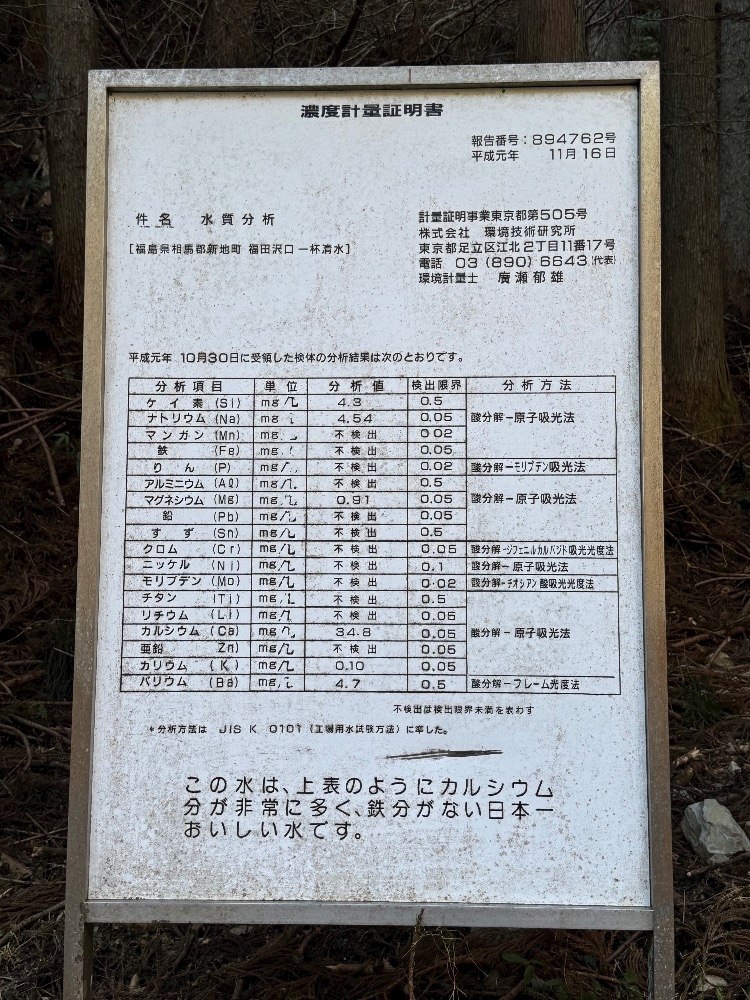 濃度計量証明書
報告番号：894762号
平成元年 11月16日
件名 水質分析
[福島県相馬郡新地町 福田沢口 一杯清水]
計量証明事業東京都第505号
株式会社 環境技術研究所
東京都足立区江北2丁目11番17号
電話 03(890)6643(代表)
環境計量士 廣瀬郁雄
平成元年 10月30日に受領した検体の分析結果は次のとおりです。
分析項目 単位 分析値 検出限界 分析方法
ケイ素(Si) mg/ℓ 4.3 0.5
ナトリウム(Na) mg 4.54 0.05 酸分解-原子吸光法
マンガン(Mn) mg 不検出 0.02
鉄(Fe) mg/ 不検出 0.05
りん(P) mg/ 不検出 0.02 酸分解-モリブデン吸光法
アルミニウム(Aℓ) mg/ℓ 不検出 0.5
マグネシウム(Mg) mg/ℓ 0.91 0.05 酸分解-原子吸光法
鉛(Pb) mg/ℓ 不検出 0.05
すず(Sn) mg/ℓ 不検出 0.5
クロム(Cr) mg/ℓ 不検出 0.05 酸分解-ジフェニルカルバジト吸光光度法
ニッケル(Ni) mg/ℓ 不検出 0.1 酸分解-原子吸光法
モリブデン(Mo) mg/ℓ 不検出 0.02 酸分解-チオシアン酸吸光光度法
チタン(Ti) mg/ℓ 不検出 0.5
リチウム(Li) mg/ℓ 不検出 0.05
カルシウム(Ca) mg/ℓ 34.8 0.05 酸分解-原子吸光法
亜鉛 Zn) mg/ℓ 不検出 0.05
カリウム(K) mg/ℓ 0.10 0.05
バリウム(Ba) mg/ℓ 4.7 0.5 酸分解-フレーム光度法
不検出は検出限界未満を表わす
*分析方法は JIS K 0101 (工業用水試験方法)に準じた。
この水は、上表のようにカルシウム
分が非常に多く、鉄分がない日本一
おいしい水です。